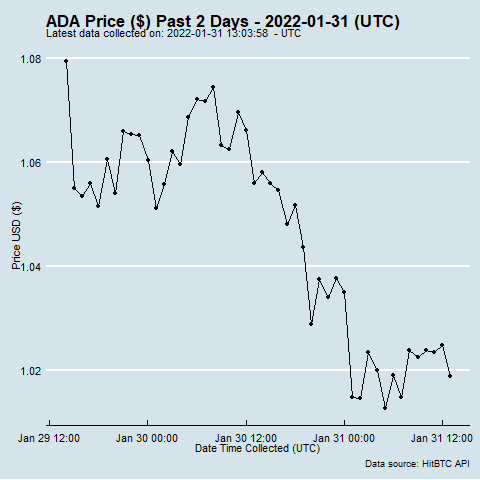 ADA Price ($) Past 2 Days - 2022-01-31 (UTC)
Latest data collected on: 2022-01-31 13:03:58 - UTC
1.08
1.06
1.04
1.02
Price USD ($)
Jan 29 12:00 Jan 30 00:00 Jan 30 12:00 Jan 31 00:00 Jan 31 12:00
Date Time Collected (UTC)
Data source: HitBTC API